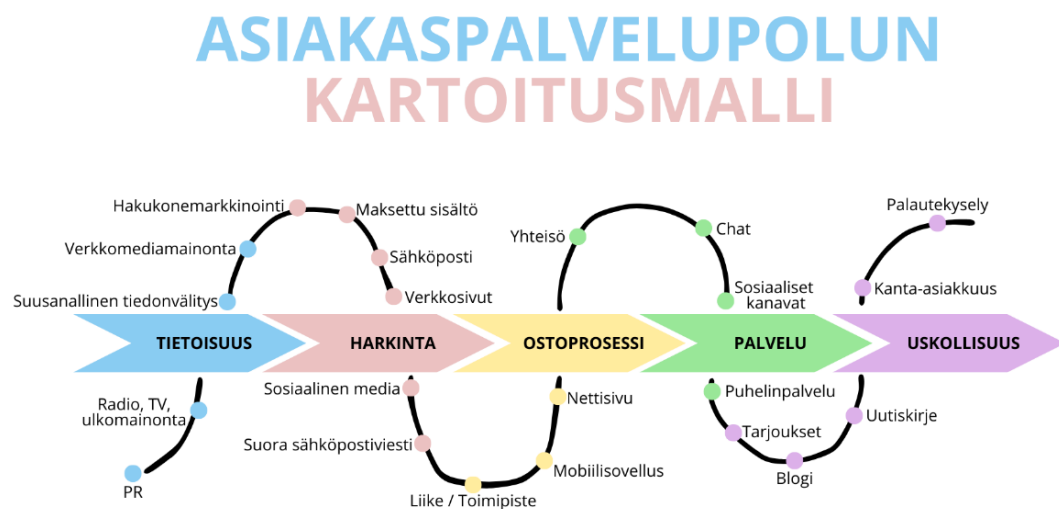 ASIAKASPALVELUPOLUN
KARTOITUSMALLI
Hakukonemarkkinointi
Maksettu sisältö
Verkkomediamainonta
Sähköposti
Suusanallinen tiedonvälitys
Verkkosivut
Yhteisö
Chat
Sosiaaliset
kanavat
Palautekysely
Kanta-asiakkuus
TIETOISUUS
HARKINTA
OSTOPROSESSI
PALVELU
USKOLLISUUS
Radio, TV,
ulkomainonta
PR
Sosiaalinen media
Suora sähköpostiviesti
Liike / Toimipiste
Nettisivu
Mobiilisovellus
Puhelinpalvelu
Tarjoukset
Blogi
Uutiskirje